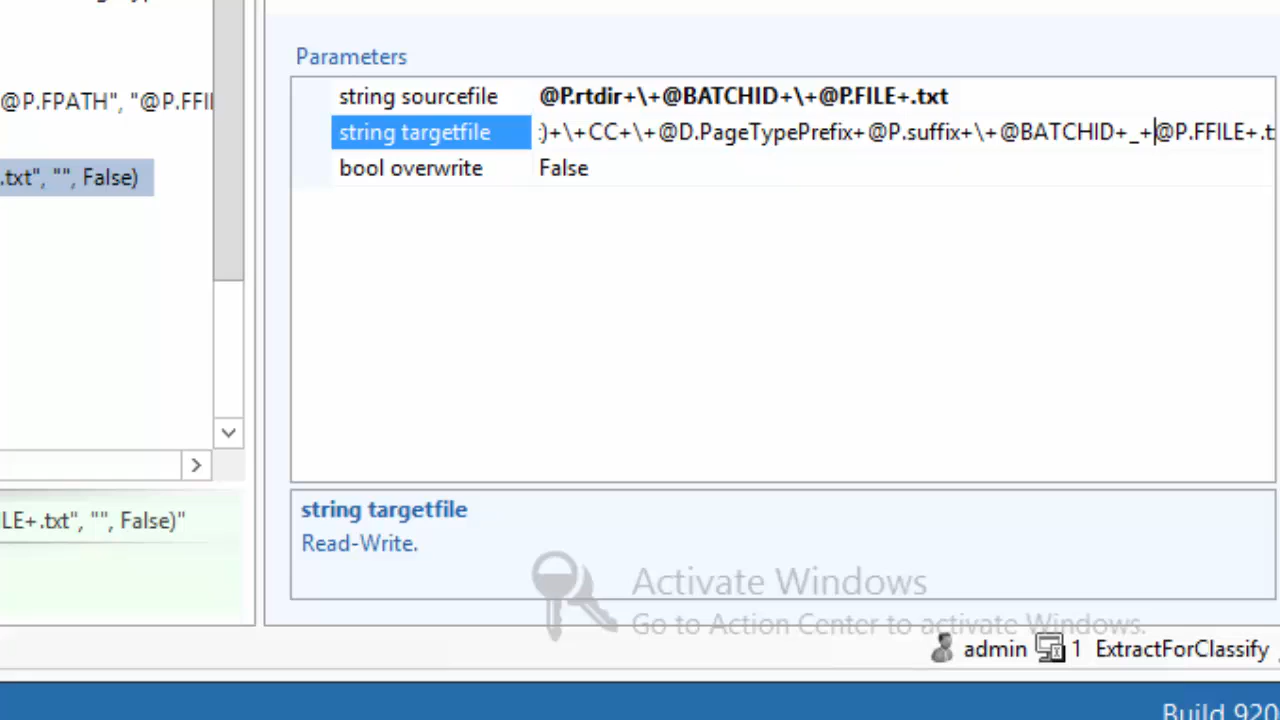 Parameters
@P.FPATH", "@P.FFI
string sourcefile @P.rtdir+\+@BATCHID+\+@P.FILE+.txt
string targetfile :)+\+CC+\+@D.PageTypePrefix+@P.suffix+\+@BATCHID+_+@P.FFILE+.t
bool overwrite False
.txt", "", False)
string targetfile
LE+.txt", "", False)"
Read-Write.
Activate Windows
Go to Action Center to activate Windows.
admin 1 ExtractForClassify
Build 920